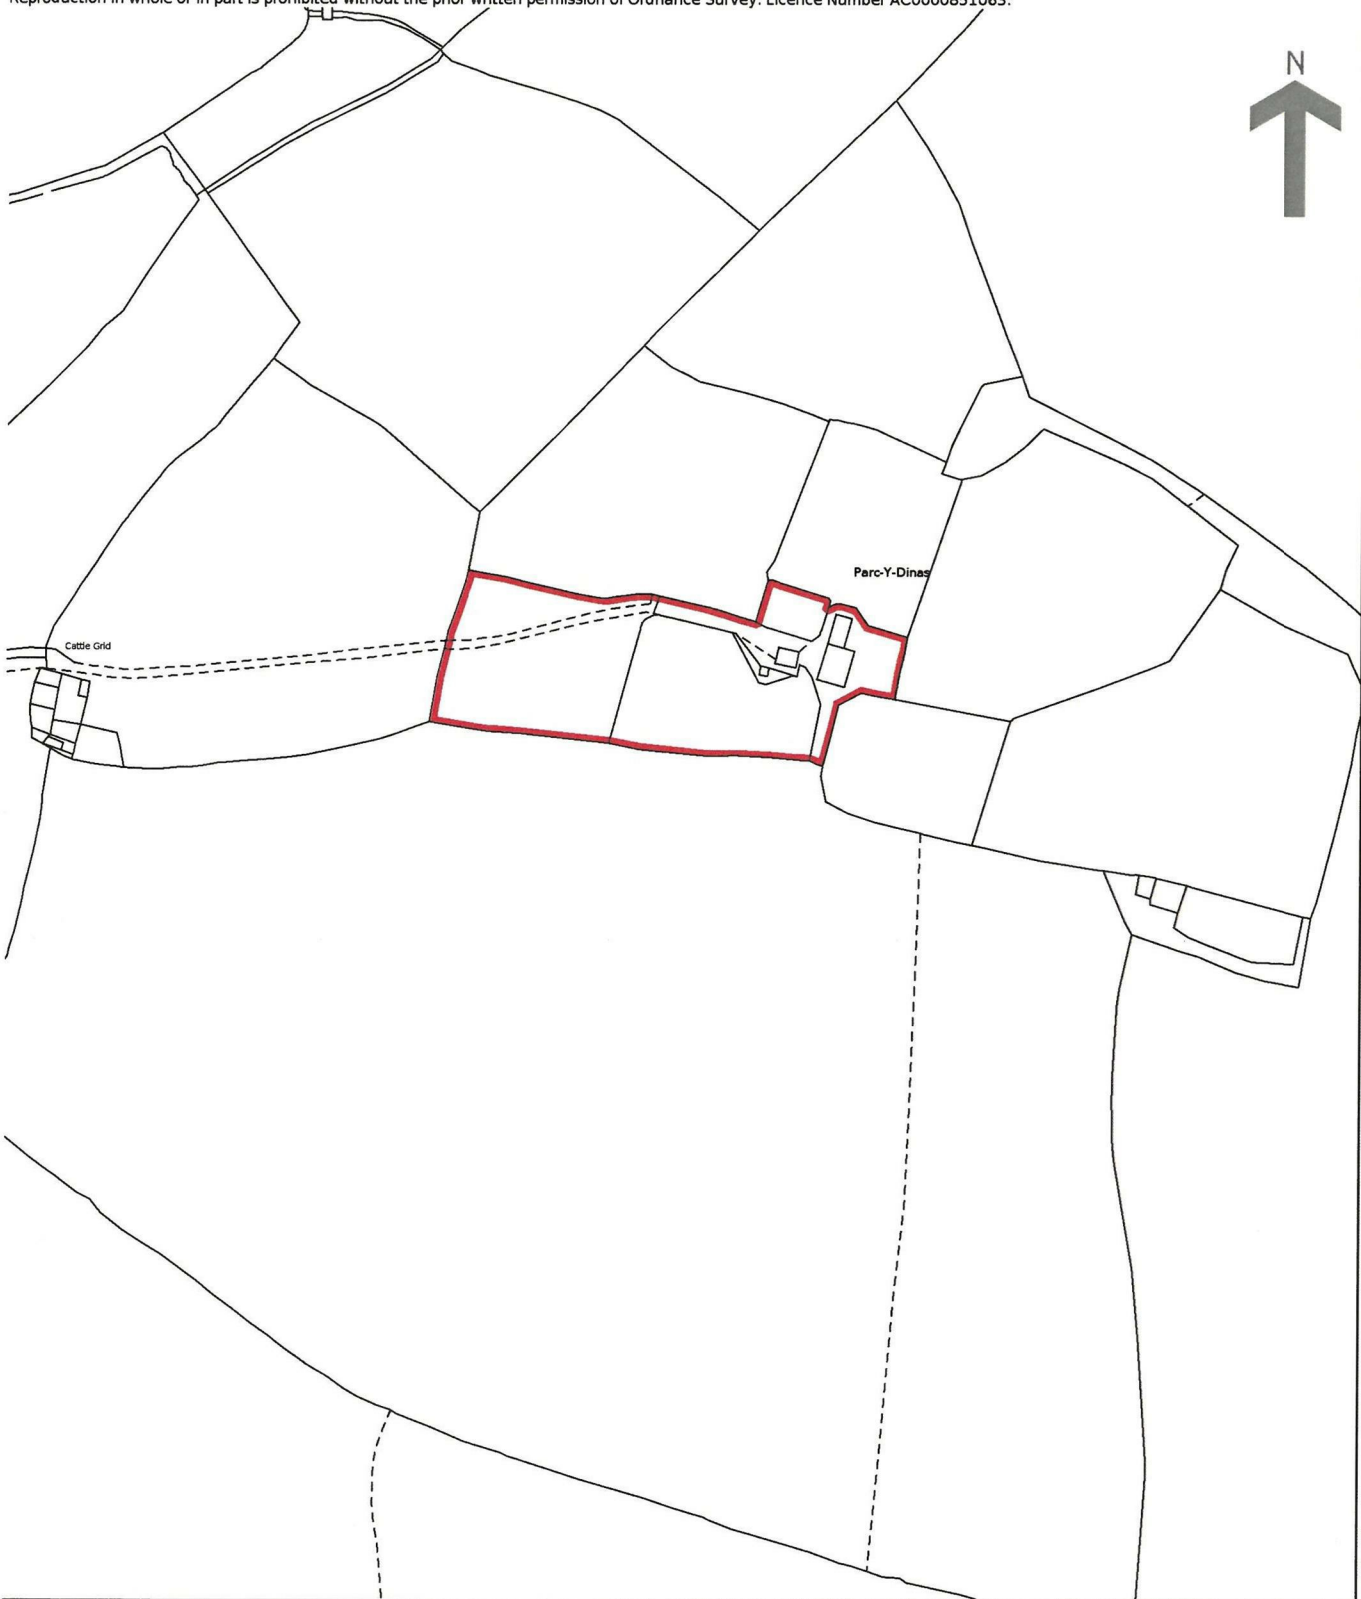 Reproduction in whole or in part is prohibited without the prior written permission of Ordnance Survey. Licence Number AC0000851063.
N
Parc-Y-Dinas
Cattle Grid